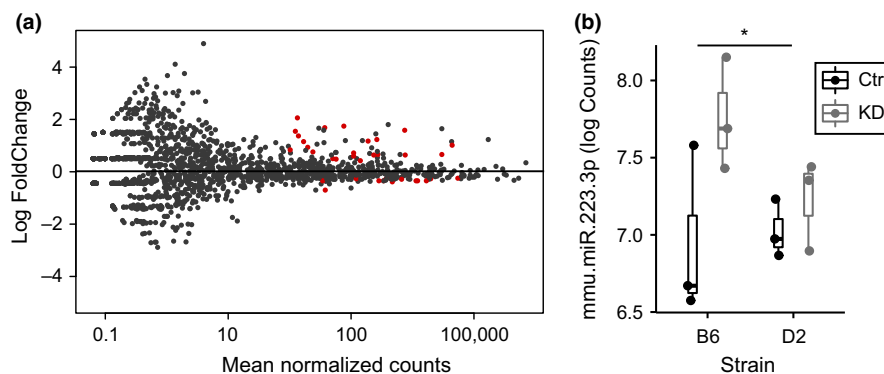 (a)
Log FoldChange
4
2
0
−2
−4
0.1
10
100
100,000
Mean normalized counts
(b)
mmu.miR.223.3p (log Counts)
8.0
7.5
7.0
6.5
*
B6
D2
Strain
Ctr
KD